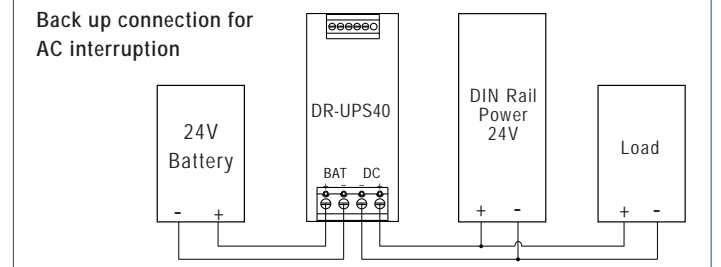 Back up connection for
AC interruption
DR-UPS40
DIN Rail
Power
24V
24V
Battery
Load
BAT DC
+ - - +
- +
+ -
+ -